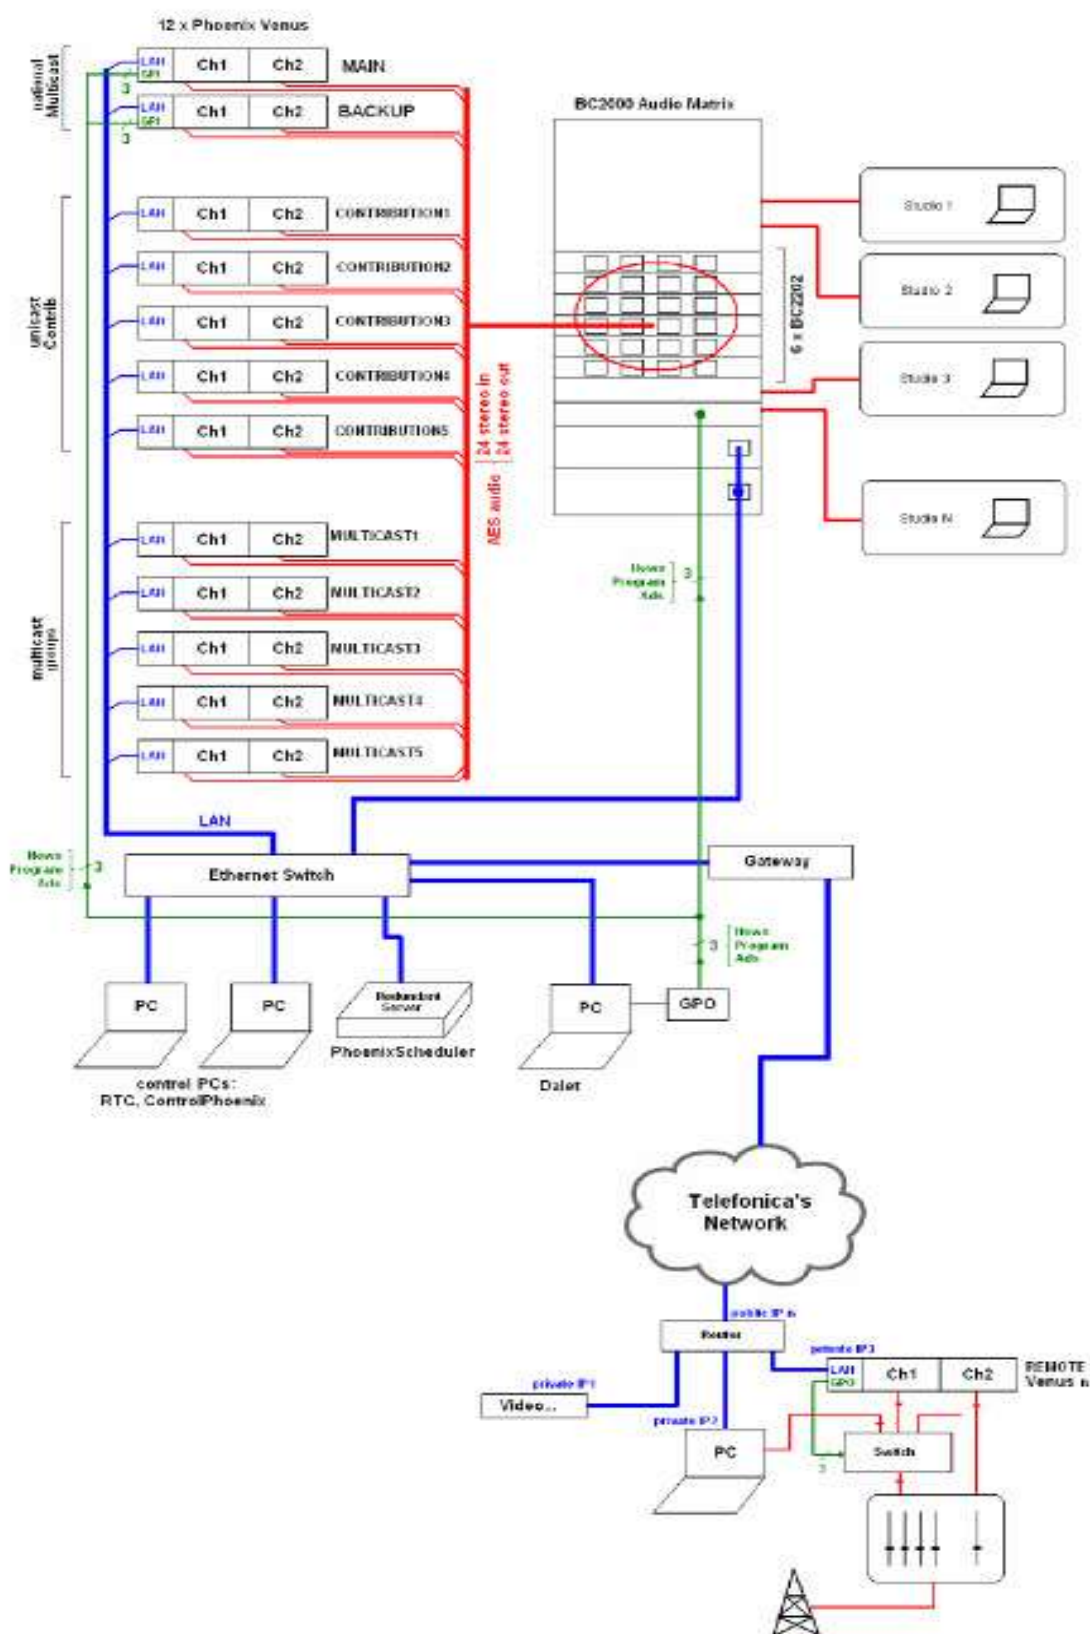 12 x Phoenix Venus
national
Multicast
LAN
GPI
Ch1
Ch2
MAIN
3
LAN
GPI
Ch1
Ch2
BACKUP
3
BC2000 Audio Matrix
unicast
Contrib
LAN
Ch1
Ch2
CONTRIBUTION1
LAN
Ch1
Ch2
CONTRIBUTION2
LAN
Ch1
Ch2
CONTRIBUTION3
LAN
Ch1
Ch2
CONTRIBUTION4
LAN
Ch1
Ch2
CONTRIBUTION5
AES audio
24 stereo in
24 stereo out
6 x BC2202
Studio 1
Studio 2
Studio 3
Studio N
multicast
groups
LAN
Ch1
Ch2
MULTICAST1
LAN
Ch1
Ch2
MULTICAST2
LAN
Ch1
Ch2
MULTICAST3
LAN
Ch1
Ch2
MULTICAST4
LAN
Ch1
Ch2
MULTICAST5
News
Program
Ads
3
LAN
News
Program
Ads
3
Ethernet Switch
Gateway
3
News
Program
Ads
PC
PC
Redundant
Server
PhoenixScheduler
PC
GPO
Dalet
control PCs:
RTC, ControlPhoenix
Telefonica's
Network
public IP n
Router
private IP1
Video...
private IP2
PC
private IP3
LAN
GPO
Ch1
Ch2
REMOTE
Venus n
3
Switch